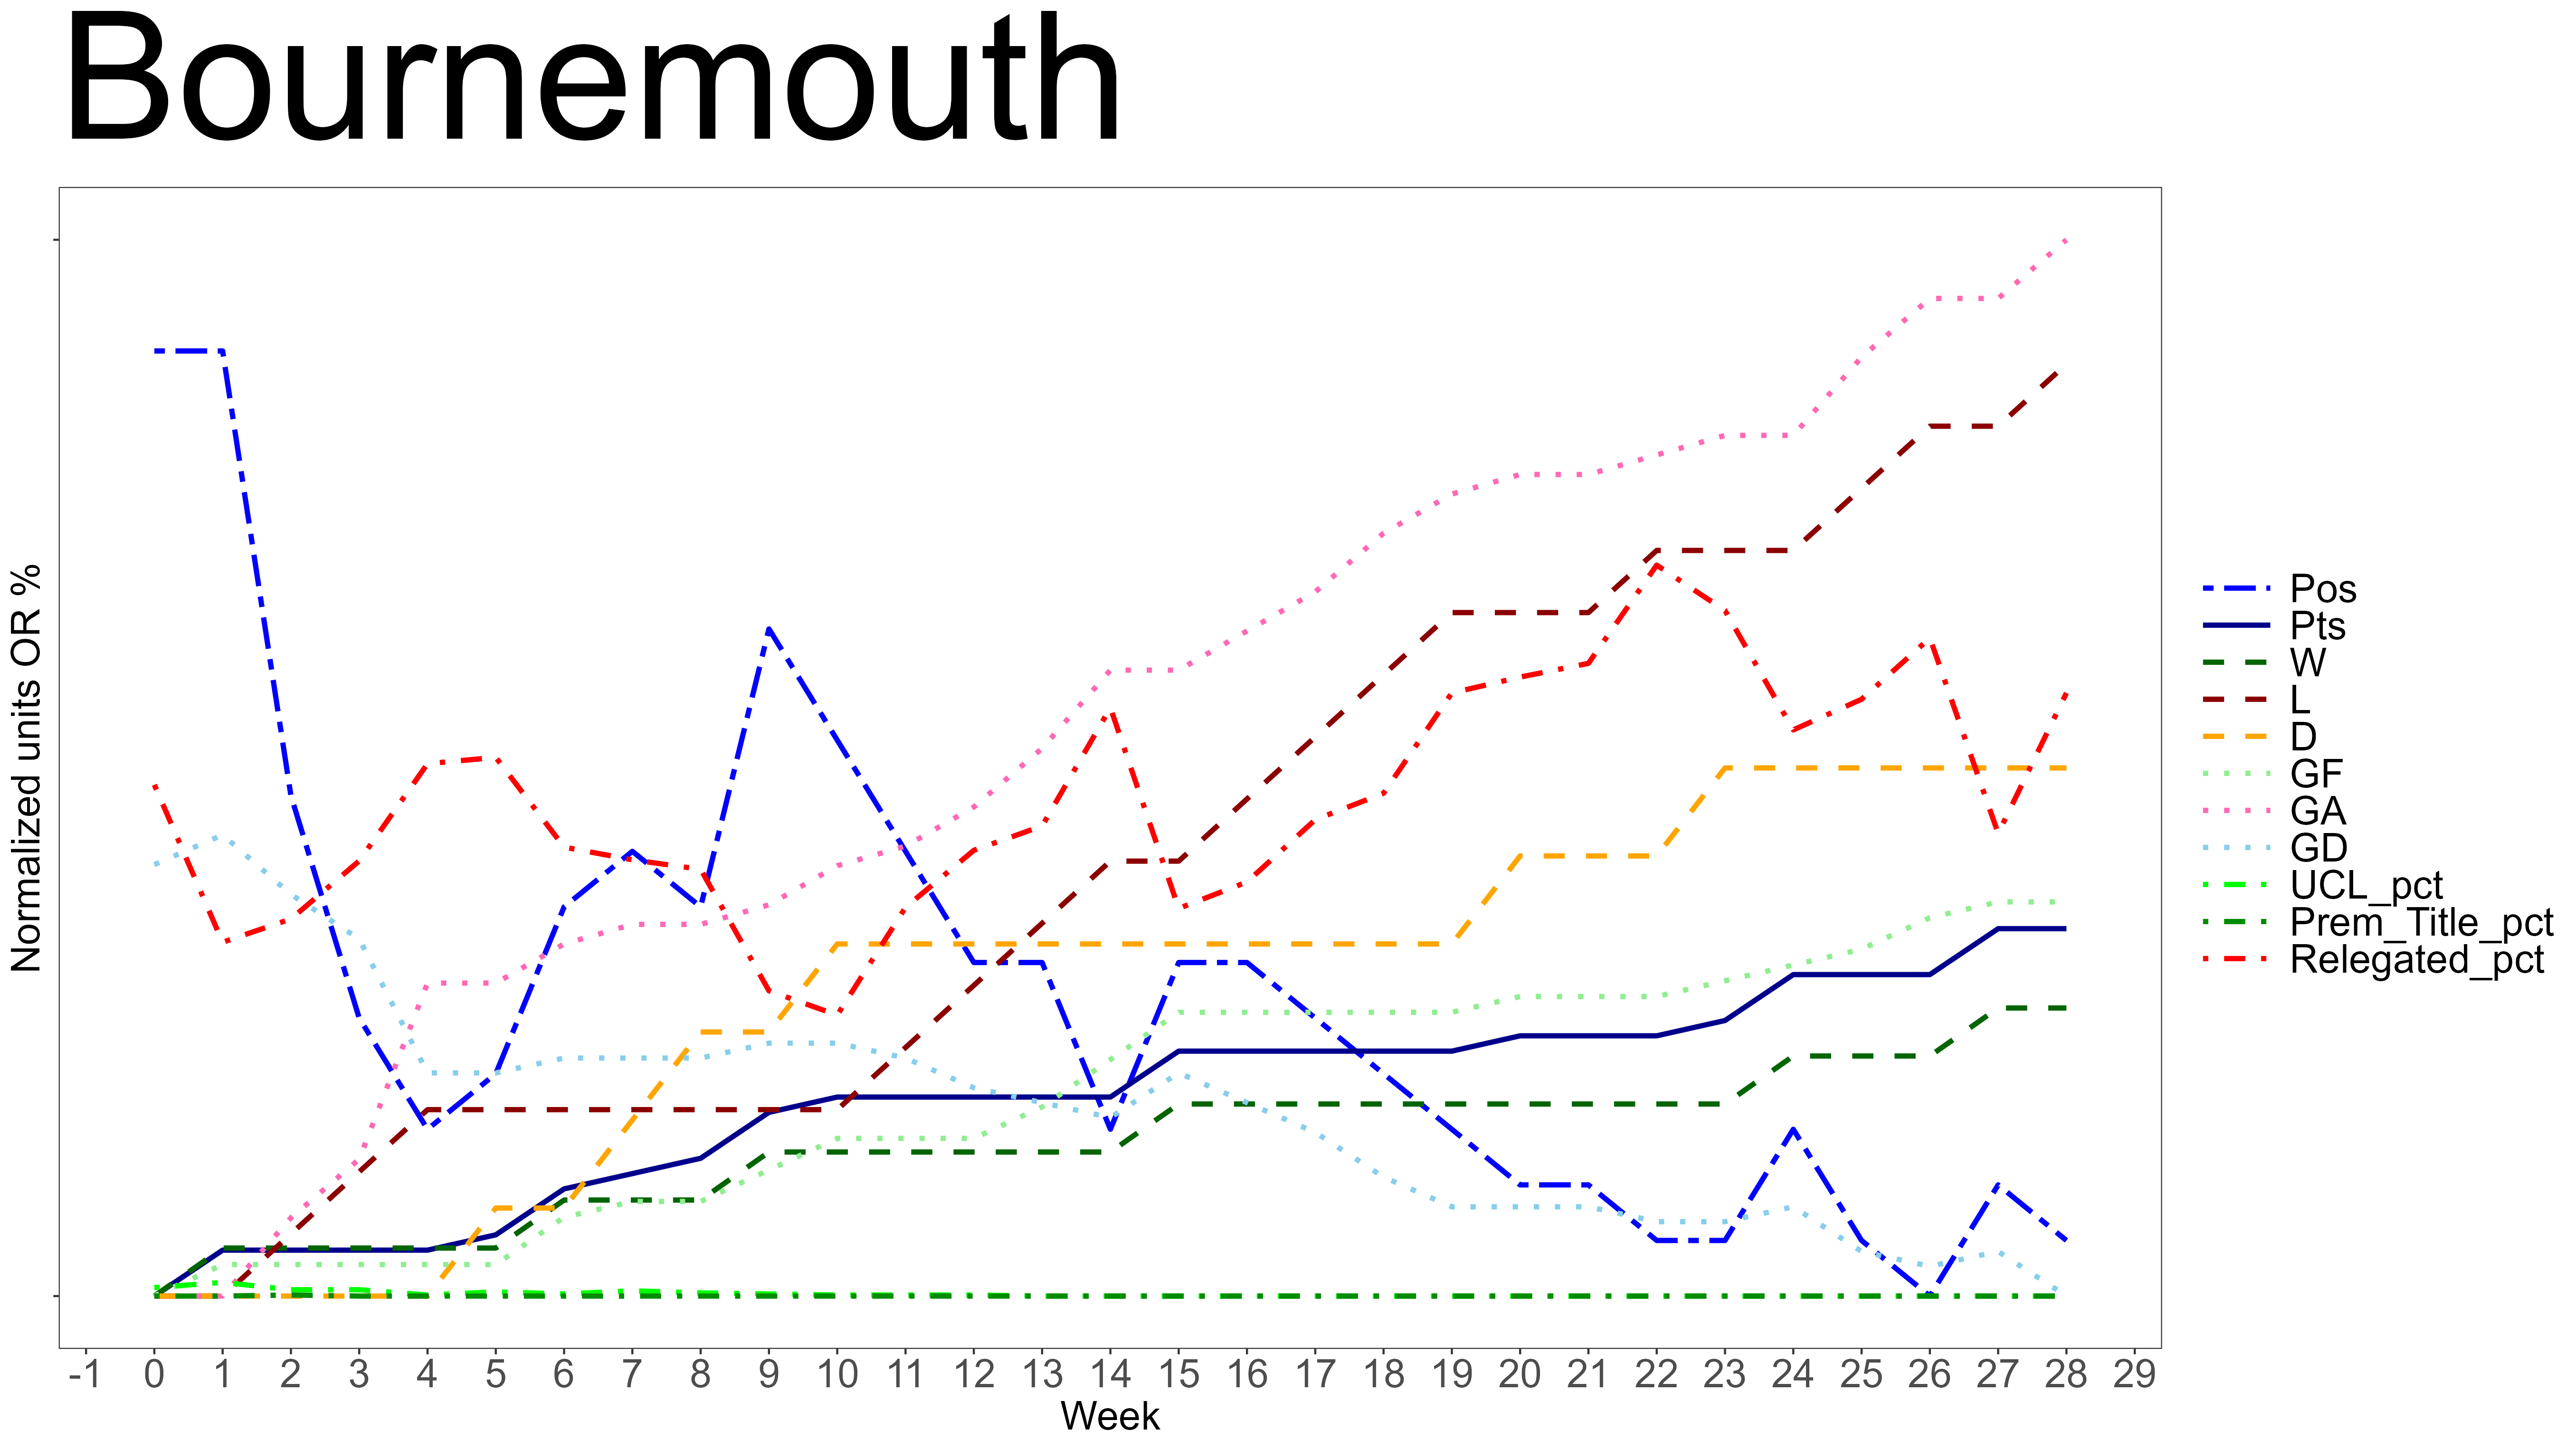 Bournemouth
Normalized units OR %
Pos
Pts
W
L
D
GF
GA
GD
UCL_pct
Prem_Title_pct
Relegated_pct
-1 0 1 2 3 4 5 6 7 8 9 10 11 12 13 14 15 16 17 18 19 20 21 22 23 24 25 26 27 28 29
Week